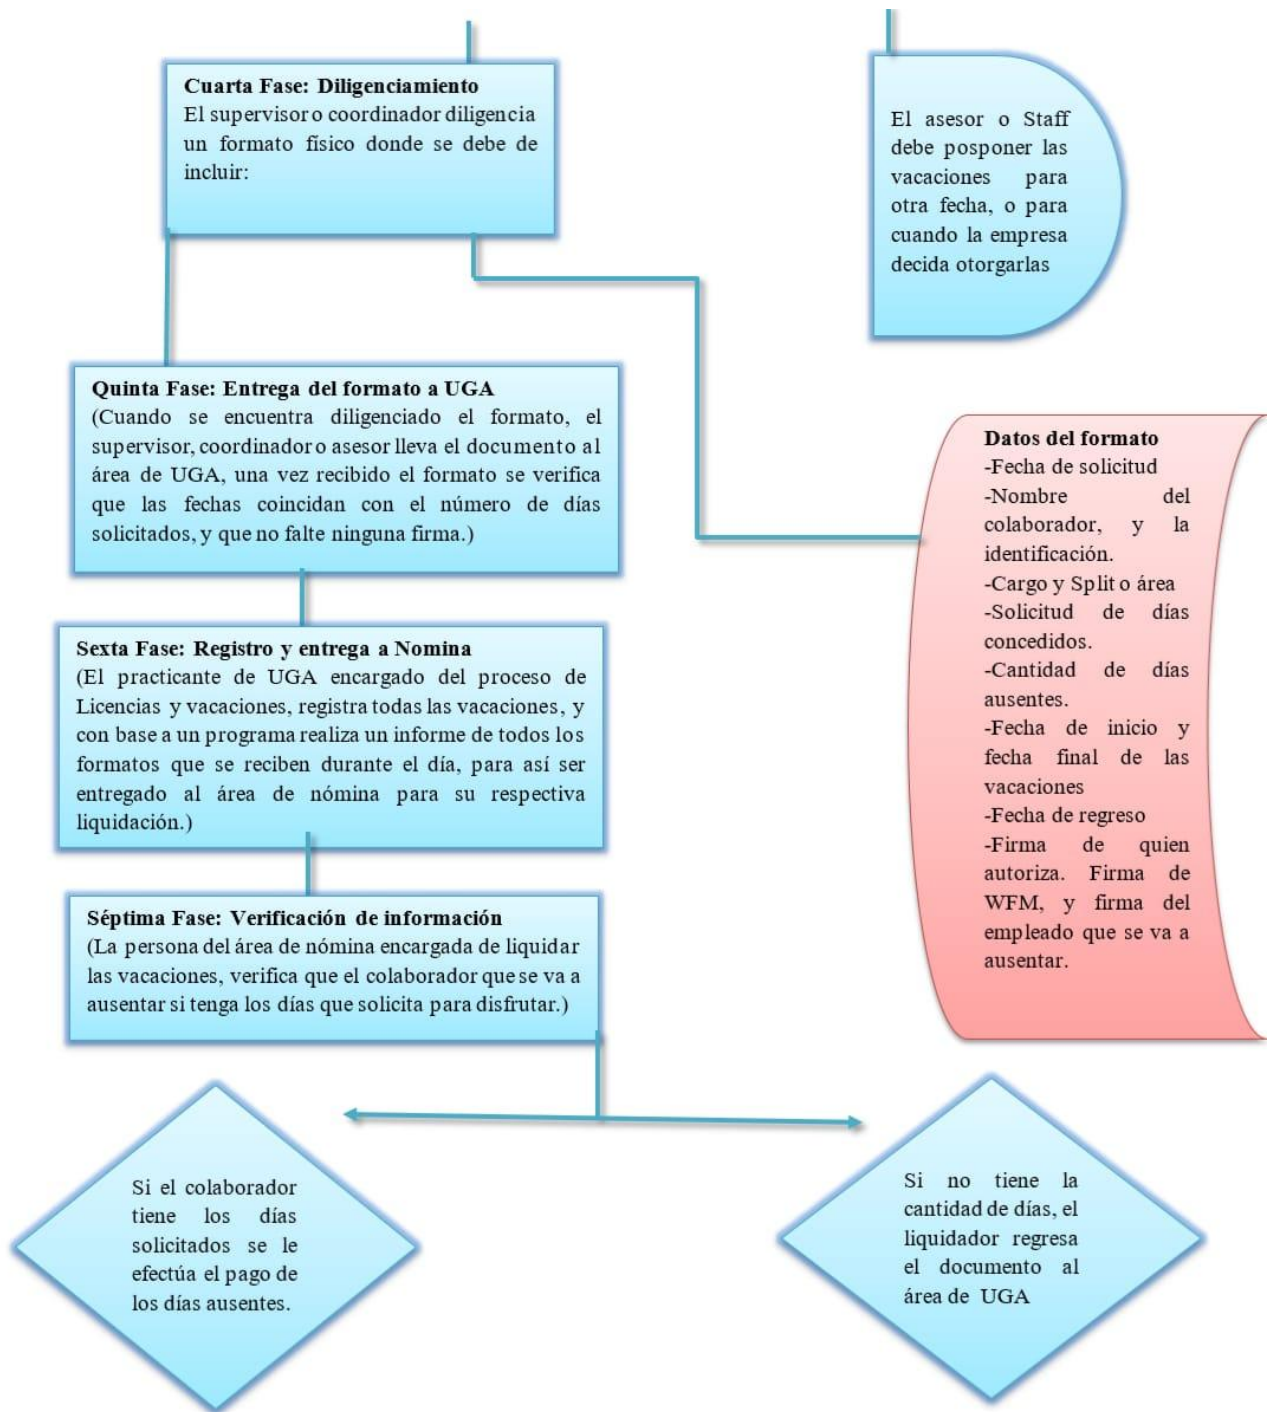 Cuarta Fase: Diligenciamiento
El supervisor o coordinador diligencia
un formato físico donde se debe de
incluir:
El asesor o Staff
debe posponer las
vacaciones para
otra fecha, o para
cuando la empresa
decida otorgarlas
Quinta Fase: Entrega del formato a UGA
(Cuando se encuentra diligenciado el formato, el
supervisor, coordinador o asesor lleva el documento al
área de UGA, una vez recibido el formato se verifica
que las fechas coincidan con el número de días
solicitados, y que no falte ninguna firma.)
Datos del formato
-Fecha de solicitud
-Nombre del
colaborador, y la
identificación.
-Cargo y Split o área
-Solicitud de días
concedidos.
-Cantidad de días
ausentes.
-Fecha de inicio y
fecha final de las
vacaciones
-Fecha de regreso
-Firma de quien
autoriza. Firma de
WFM, y firma del
empleado que se va a
ausentar.
Sexta Fase: Registro y entrega a Nomina
(El practicante de UGA encargado del proceso de
Licencias y vacaciones, registra todas las vacaciones, y
con base a un programa realiza un informe de todos los
formatos que se reciben durante el día, para así ser
entregado al área de nómina para su respectiva
liquidación.)
Séptima Fase: Verificación de información
(La persona del área de nómina encargada de liquidar
las vacaciones, verifica que el colaborador que se va a
ausentar si tenga los días que solicita para disfrutar.)
Si el colaborador
tiene los días
solicitados se le
efectúa el pago de
los días ausentes.
Si no tiene la
cantidad de días, el
liquidador regresa
el documento al
área de UGA